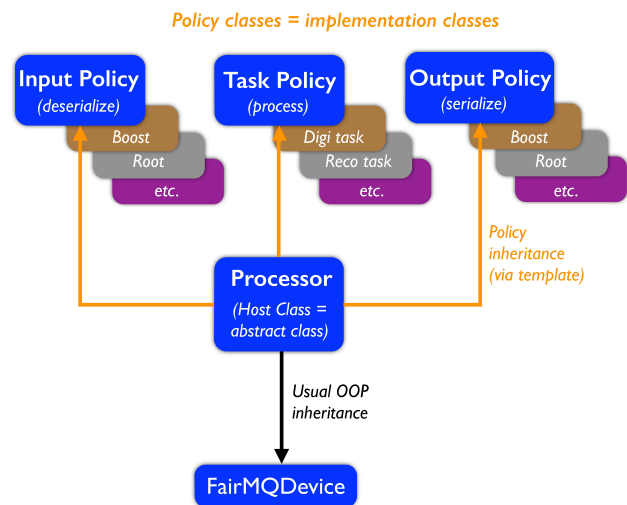 Policy classes = implementation classes
Input Policy
(deserialize)
Boost
Root
etc.
Task Policy
(process)
Digi task
Reco task
etc.
Output Policy
(serialize)
Boost
Root
etc.
Policy
inheritance
(via template)
Processor
(Host Class =
abstract class)
Usual OOP
inheritance
FairMQDevice